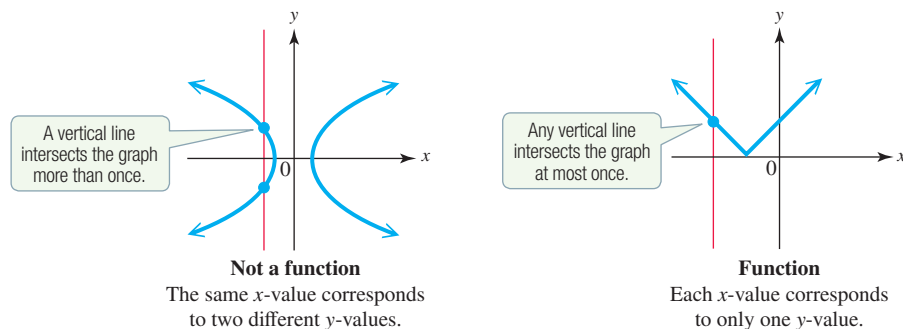 y
A vertical line
intersects the graph
more than once.
x
0
Not a function
The same x-value corresponds
to two different y-values.
y
Any vertical line
intersects the graph
at most once.
x
0
Function
Each x-value corresponds
to only one y-value.